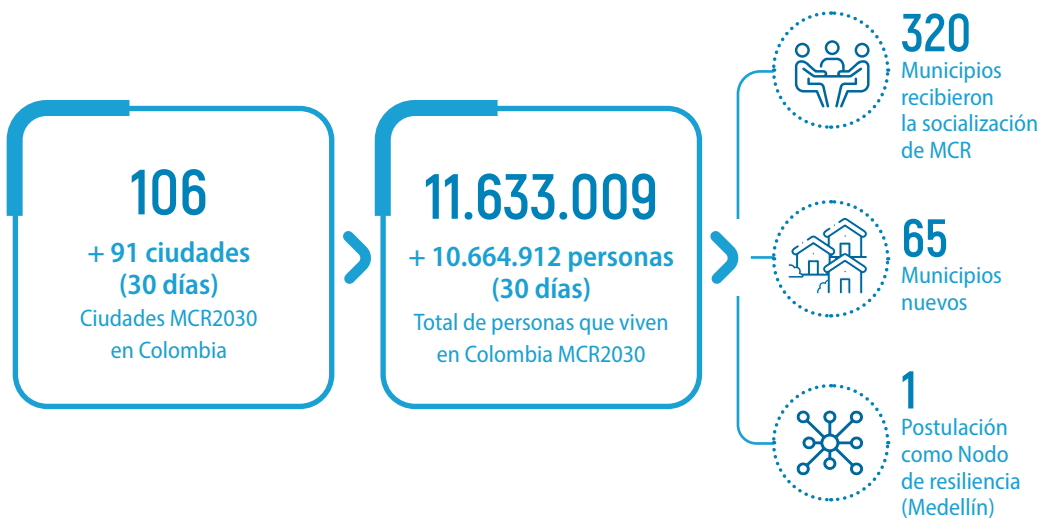 106
+ 91 ciudades
(30 días)
Ciudades MCR2030
en Colombia
11.633.009
+ 10.664.912 personas
(30 días)
Total de personas que viven
en Colombia MCR2030
320
Municipios
recibieron
la socialización
de MCR
65
Municipios
nuevos
1
Postulación
como Nodo
de resiliencia
(Medellín)